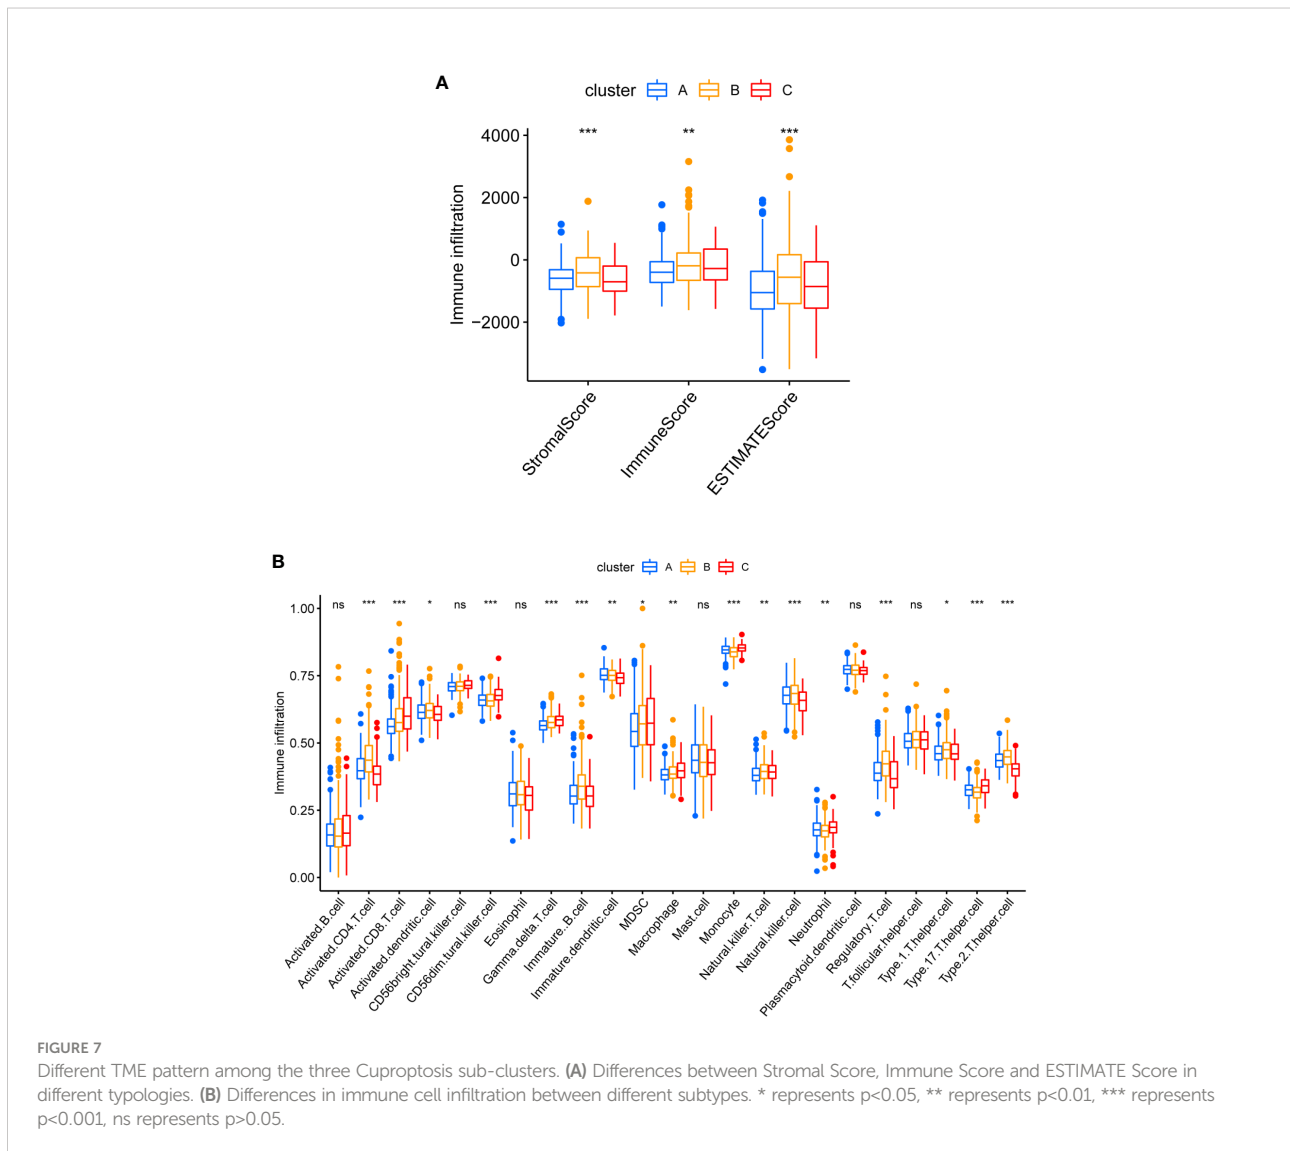 A
cluster A B C
*** ** ***
4000
2000
0
−2000
Immune infiltration
StromalScore
ImmuneScore
ESTIMATEScore
B
cluster A B C
ns *** *** * ns *** ns *** *** ** * ** ns *** ** *** ** ns *** ns * *** ***
1.00
0.75
0.50
0.25
0.00
Immune infiltration
Activated.B.cell
Activated.CD4.T.cell
Activated.CD8.T.cell
Activated.dendritic.cell
CD56bright.tural.killer.cell
CD56dim.tural.killer.cell
Eosinophil
Gamma.delta.T.cell
Immature..B.cell
Immature.dendritic.cell
MDSC
Macrophage
Mast.cell
Monocyte
Natural.killer.T.cell
Natural.killer.cell
Neutrophil
Plasmacytoid.dendritic.cell
Regulatory.T.cell
T.follicular.helper.cell
Type.1.T.helper.cell
Type.17.T.helper.cell
Type.2.T.helper.cell
FIGURE 7
Different TME pattern among the three Cuproptosis sub-clusters. (A) Differences between Stromal Score, Immune Score and ESTIMATE Score in
different typologies. (B) Differences in immune cell infiltration between different subtypes. * represents p<0.05, ** represents p<0.01, *** represents
p<0.001, ns represents p>0.05.